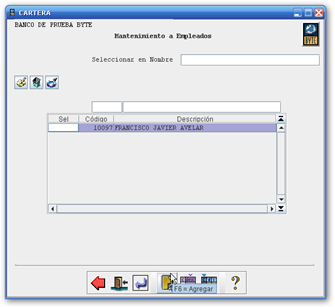 CARTERA
BANCO DE PRUEBA BYTE
Mantenimiento a Empleados
BYTE
Seleccionar en Nombre
Sel Código Descripción
10097 FRANCISCO JAVIER AVELAR
F6 = Agregar
?